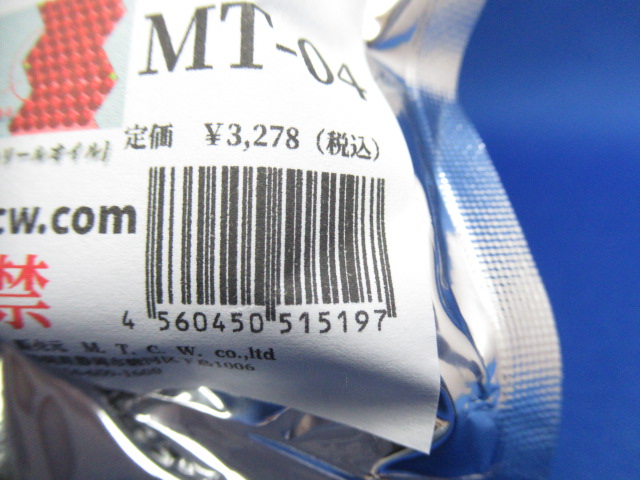 MT-04
定価 ¥3,278 (税込)
リールオイル」
cw.com
禁
4 560450 515197
M. T. C. W. co.,ltd
1006